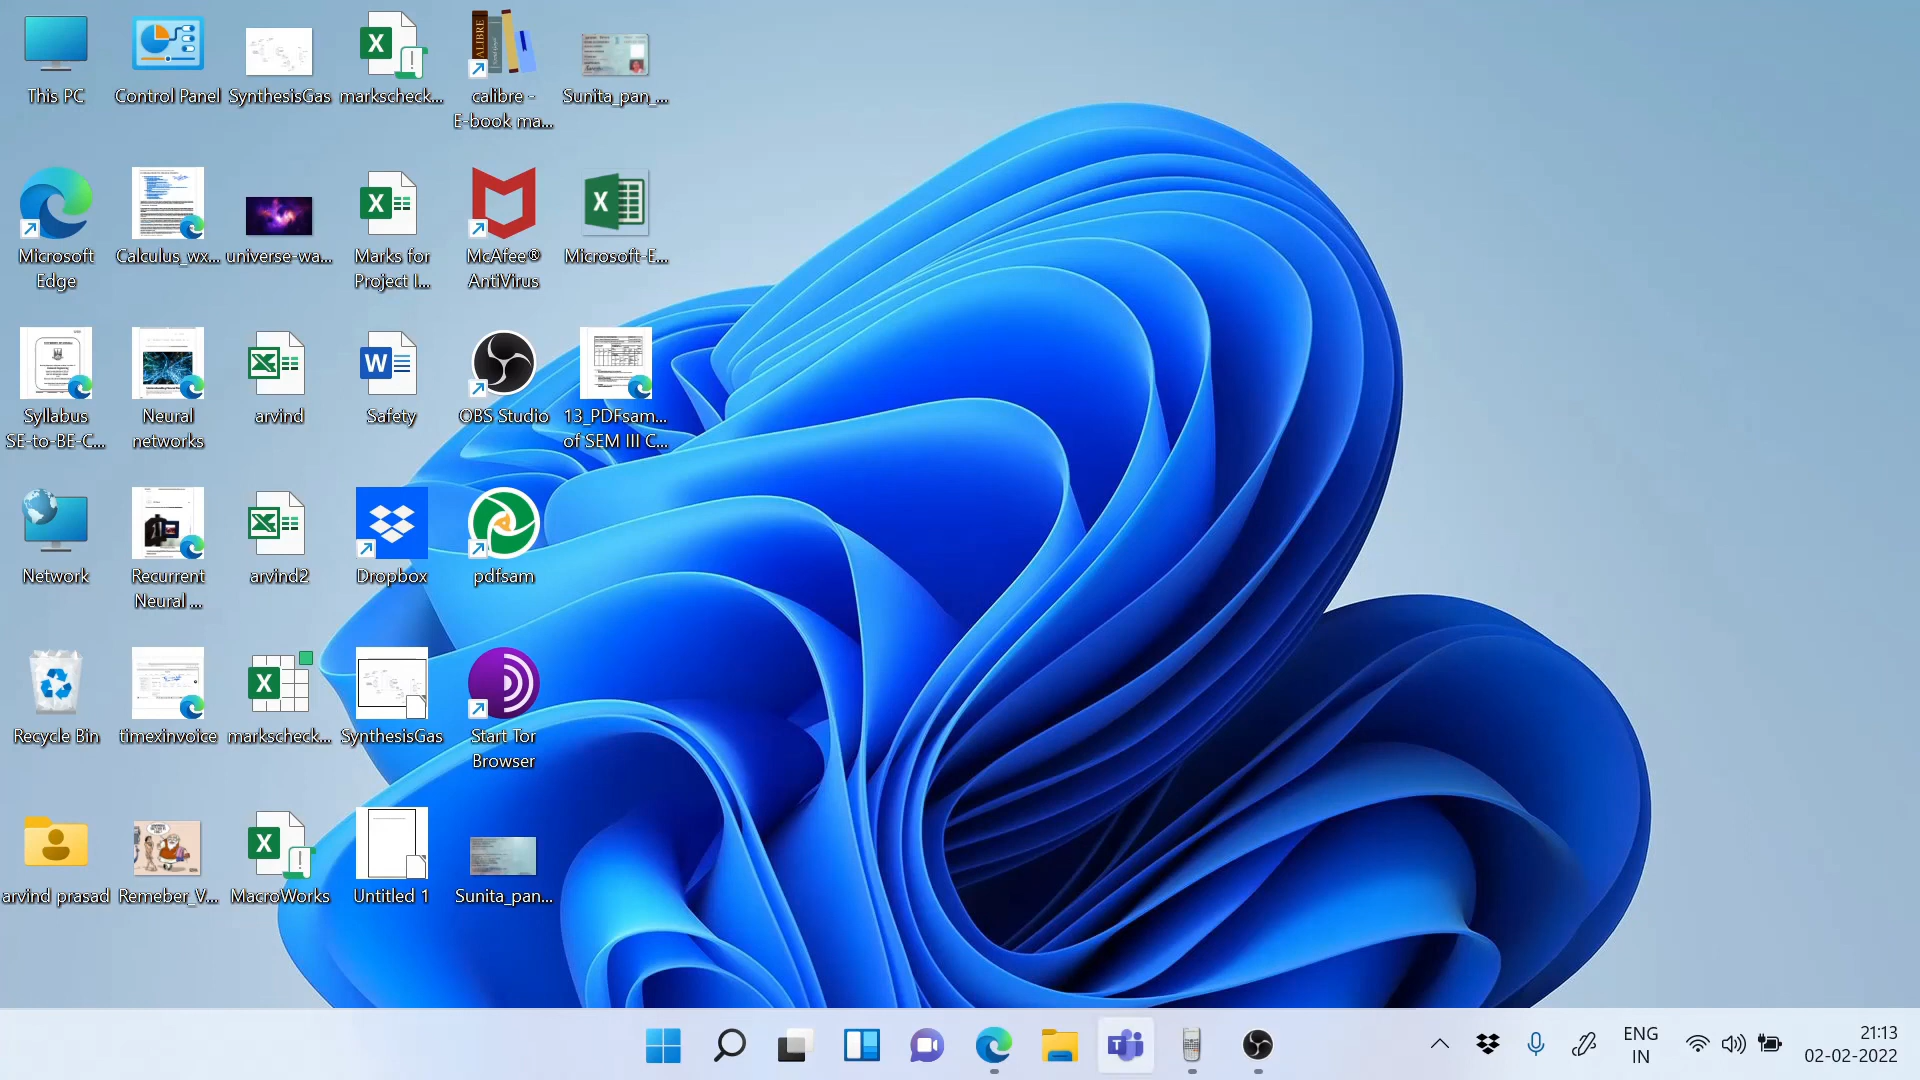 This PC
Control Panel
SynthesisGas
markscheck...
calibre -
E-book ma...
Sunita_pan_...
Microsoft
Edge
Calculus_wx...
universe-wa...
Marks for
Project I...
McAfee®
AntiVirus
Microsoft-E...
Syllabus
SE-to-BE-C...
Neural
networks
arvind
Safety
OBS Studio
13_PDFsam...
of SEM III C...
Network
Recurrent
Neural ...
arvind2
Dropbox
pdfsam
Recycle Bin
timexinvoice
markscheck...
SynthesisGas
Start Tor
Browser
arvind prasad
Remeber_V...
MacroWorks
Untitled 1
Sunita_pan...
ENG
IN
21:13
02-02-2022